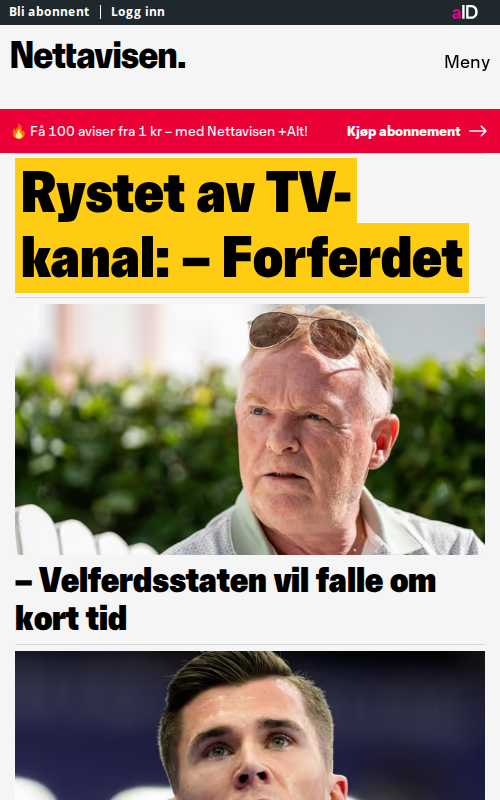 Bli abonnent | Logg inn
aID
Nettavisen.
Meny
🔥 Få 100 aviser fra 1 kr – med Nettavisen +Alt!
Kjøp abonnement →
Rystet av TV-
kanal: – Forferdet
– Velferdsstaten vil falle om
kort tid